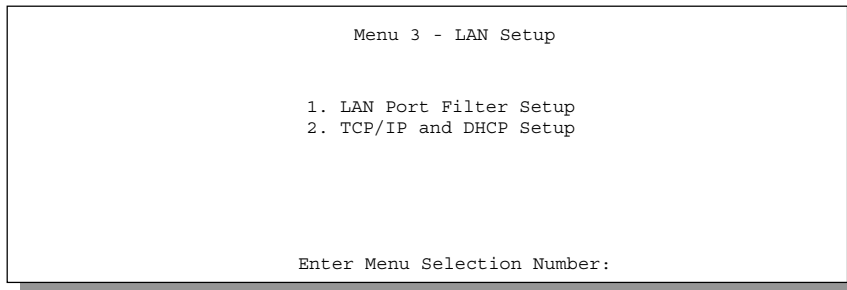 Menu 3 - LAN Setup
1. LAN Port Filter Setup
2. TCP/IP and DHCP Setup
Enter Menu Selection Number: